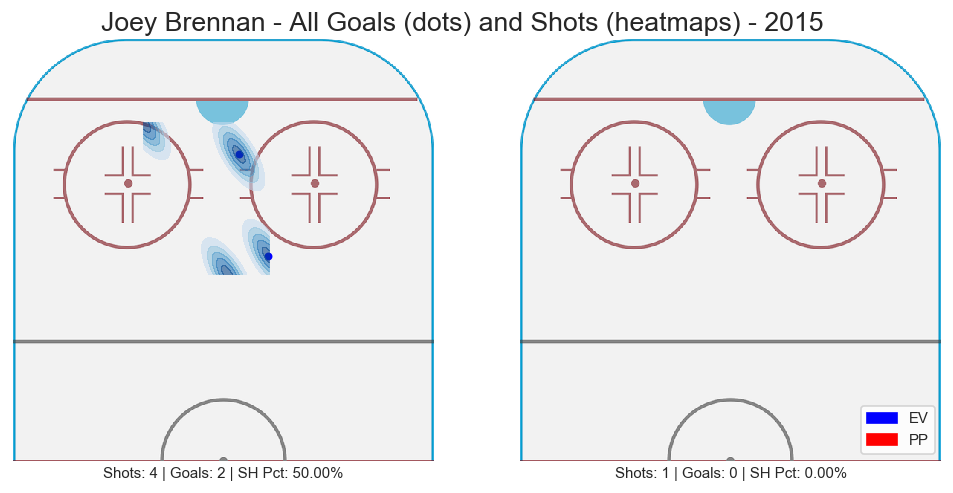 Joey Brennan - All Goals (dots) and Shots (heatmaps) - 2015
EV
PP
Shots: 4 | Goals: 2 | SH Pct: 50.00%
Shots: 1 | Goals: 0 | SH Pct: 0.00%